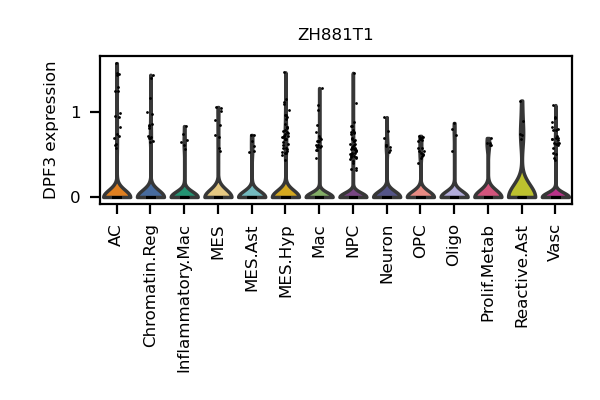 ZH881T1
DPF3 expression
1
0
AC
Chromatin.Reg
Inflammatory.Mac
MES
MES.Ast
MES.Hyp
Mac
NPC
Neuron
OPC
Oligo
Prolif.Metab
Reactive.Ast
Vasc